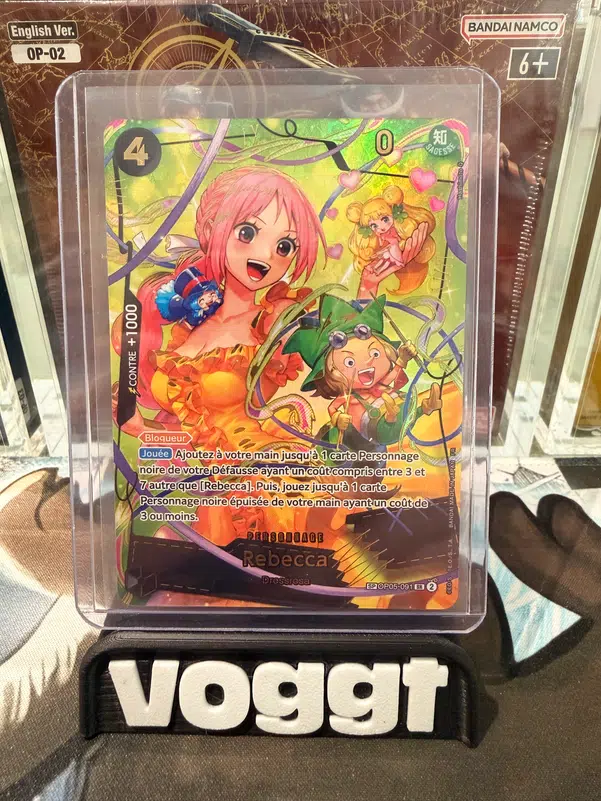 English Ver.
OP-02
BANDAI NAMCO
6+
4
0
知
SAGESSE
CONTRE +1000
Bloqueur
Jouée Ajoutez à votre main jusqu'à 1 carte Personnage
noire de votre Défausse ayant un coût compris entre 3 et
7 autre que [Rebecca]. Puis, jouez jusqu'à 1 carte
Personnage noire épuisée de votre main ayant un coût de
3 ou moins.
PERSONNAGE
Rebecca
Dressrosa
SP OP05-091 R 2
voggt